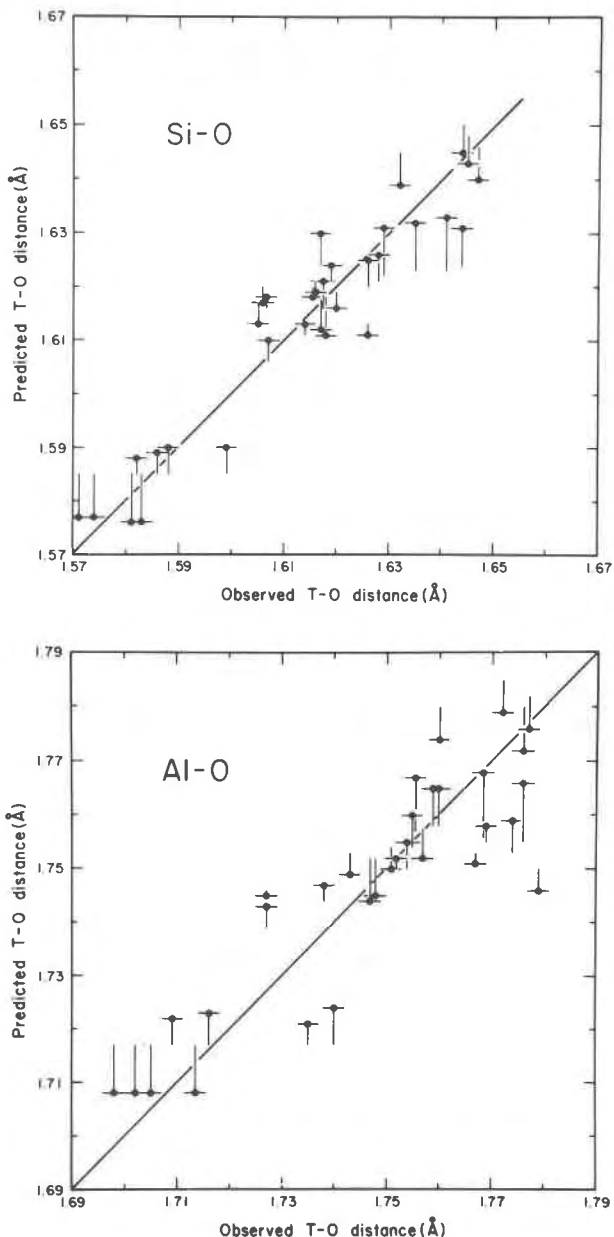 1.67
Si-O
1.65
1.63
1.61
1.59
1.57
Predicted T-O distance (Å)
1.57 1.59 1.61 1.63 1.65 1.67
Observed T-O distance (Å)
1.79
Al-O
1.77
1.75
1.73
1.71
1.69
Predicted T-O distance (Å)
1.69 1.71 1.73 1.75 1.77 1.79
Observed T-O distance (Å)